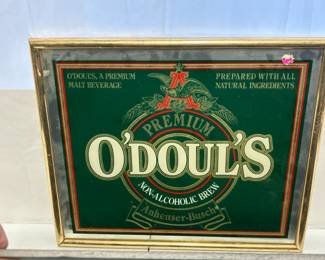 O'DOUL'S, A PREMIUM
MALT BEVERAGE
PREPARED WITH ALL
NATURAL INGREDIENTS
PREMIUM
O'DOUL'S
NON-ALCOHOLIC BREW
Anheuser-Busch